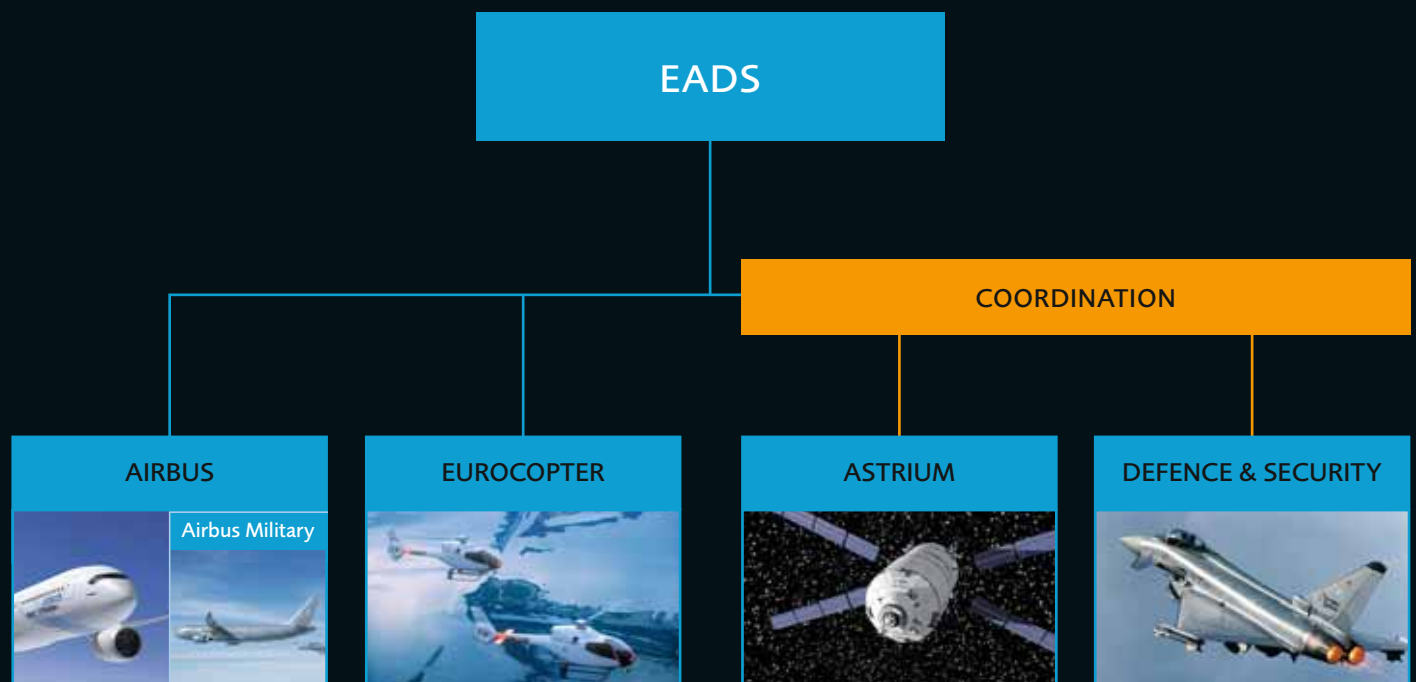 EADS
COORDINATION
AIRBUS
EUROCOPTER
ASTRIUM
DEFENCE & SECURITY
Airbus Military